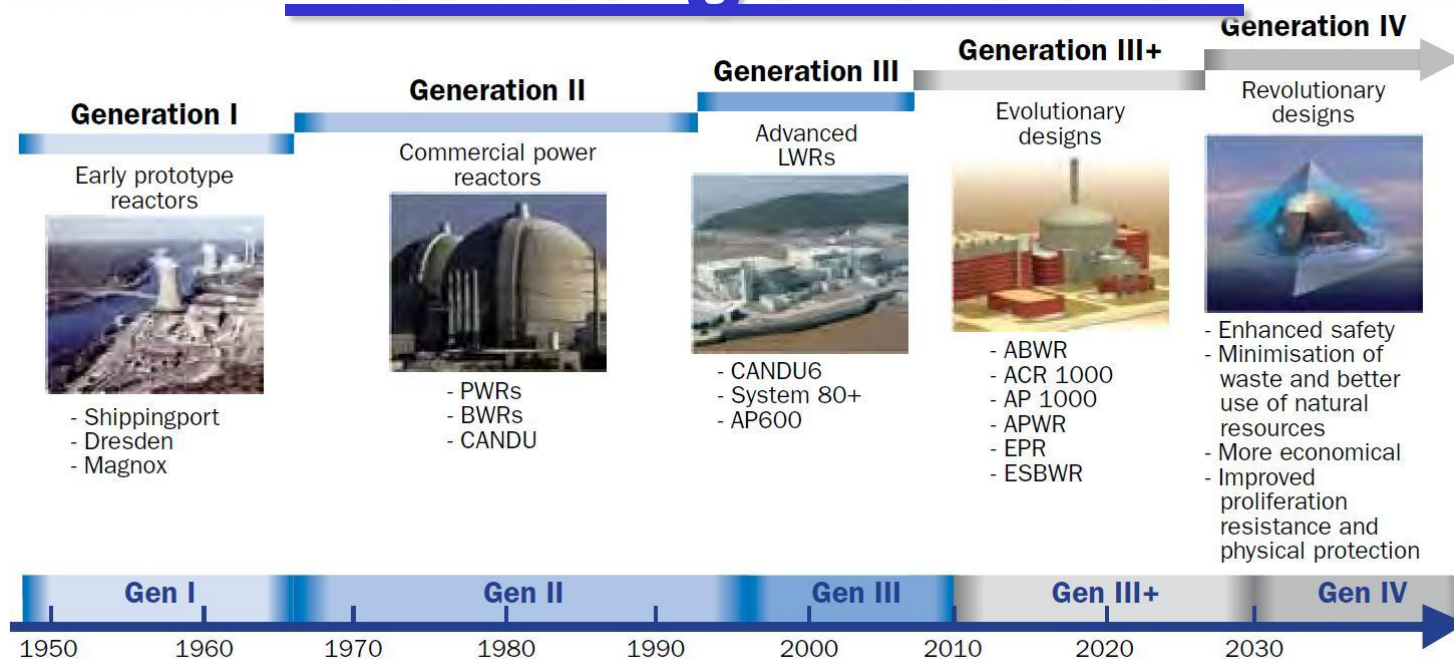 Generation I
Early prototype
reactors
- Shippingport
- Dresden
- Magnox
Generation II
Commercial power
reactors
- PWRs
- BWRs
- CANDU
Generation III
Advanced
LWRs
- CANDU6
- System 80+
- AP600
Generation III+
Evolutionary
designs
- ABWR
- ACR 1000
- AP 1000
- APWR
- EPR
- ESBWR
Generation IV
Revolutionary
designs
- Enhanced safety
- Minimisation of
waste and better
use of natural
resources
- More economical
- Improved
proliferation
resistance and
physical protection
Gen I Gen II Gen III Gen III+ Gen IV
1950 1960 1970 1980 1990 2000 2010 2020 2030